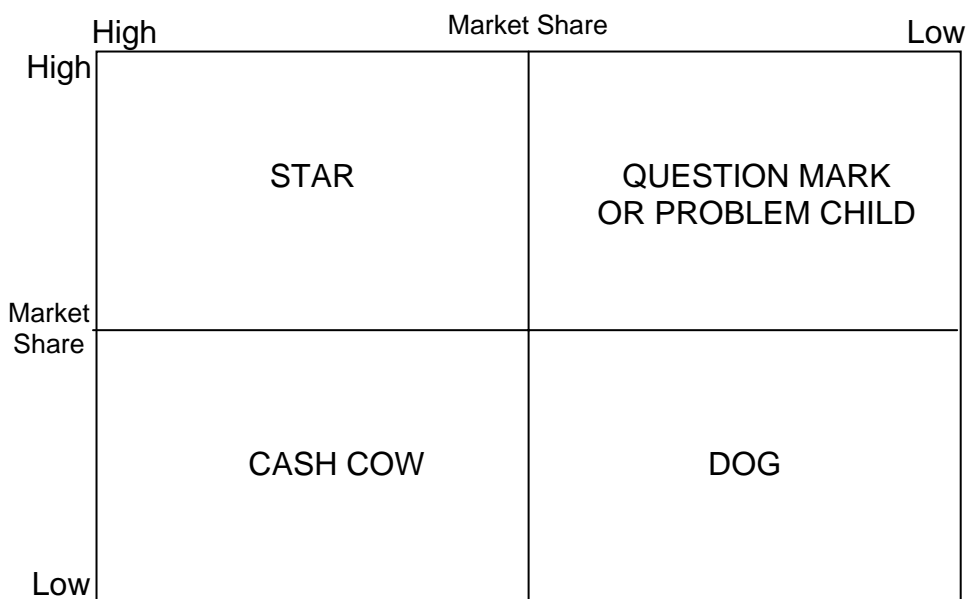 Market Share
High
Low
High
STAR
QUESTION MARK
OR PROBLEM CHILD
Market
Share
CASH COW
DOG
Low